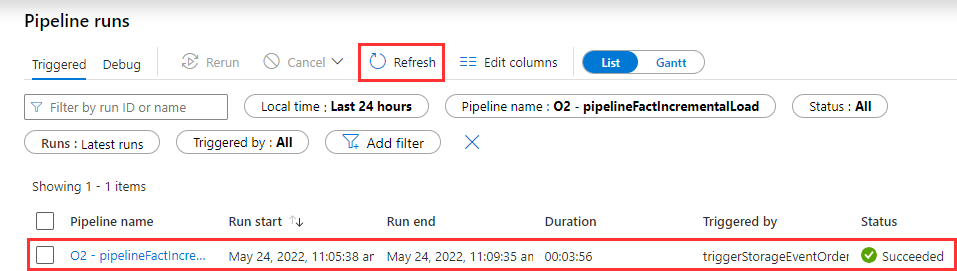 Pipeline runs
Triggered Debug Rerun Cancel Refresh Edit columns List Gantt
Filter by run ID or name Local time : Last 24 hours Pipeline name : O2 - pipelineFactIncrementalLoad Status : All
Runs : Latest runs Triggered by : All Add filter
Showing 1 - 1 items
Pipeline name Run start Run end Duration Triggered by Status
O2 - pipelineFactIncre... May 24, 2022, 11:05:38 am May 24, 2022, 11:09:35 am 00:03:56 triggerStorageEventOrder Succeeded